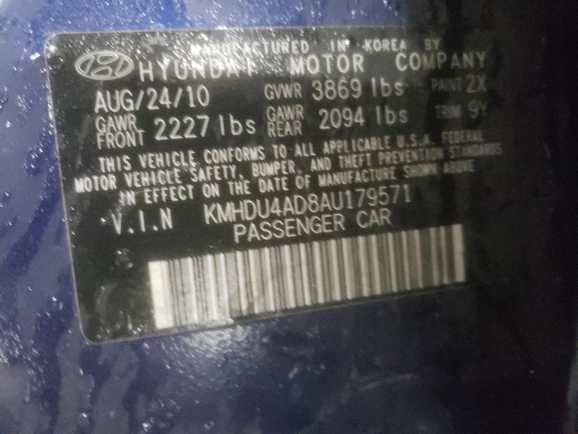 MANUFACTURED IN KOREA BY
HYUNDAI MOTOR COMPANY
AUG/24/10 GVWR 3869 lbs PAINT 2X
GAWR FRONT 2227 lbs GAWR REAR 2094 lbs TRIM 9Y
THIS VEHICLE CONFORMS TO ALL APPLICABLE U.S.A. FEDERAL
MOTOR VEHICLE SAFETY, BUMPER, AND THEFT PREVENTION STANDARDS
IN EFFECT ON THE DATE OF MANUFACTURE SHOWN ABOVE
V.I.N KMHDU4AD8AU179571
PASSENGER CAR